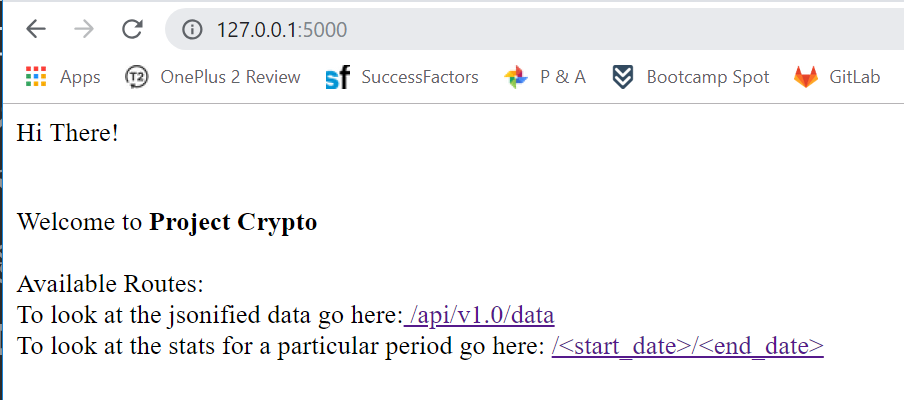 127.0.0.1:5000
Apps OnePlus 2 Review SuccessFactors P & A Bootcamp Spot GitLab
Hi There!
Welcome to Project Crypto
Available Routes:
To look at the jsonified data go here: /api/v1.0/data
To look at the stats for a particular period go here: /<start_date>/<end_date>